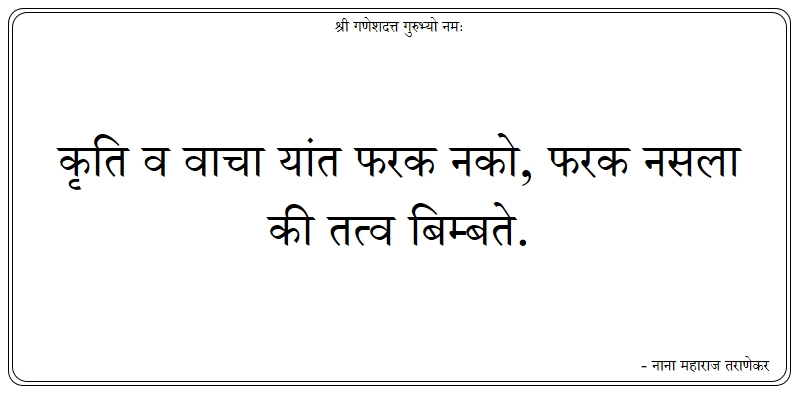 श्री गणेशदत्त गुरुभ्यो नमः
कृति व वाचा यांत फरक नको, फरक नसला
की तत्व बिम्बते.
- नाना महाराज तराणेकर